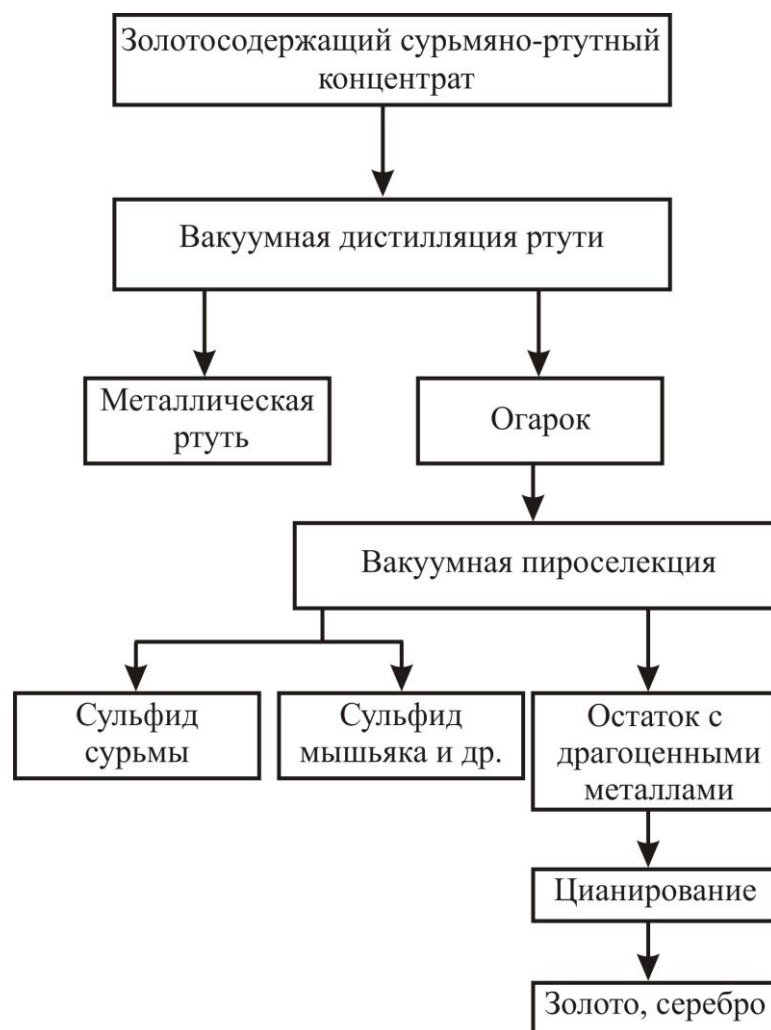 Золотосодержащий сурьмяно-ртутный
концентрат
Вакуумная дистилляция ртути
Металлическая
ртуть
Огарок
Вакуумная пироселекция
Сульфид
сурьмы
Сульфид
мышьяка и др.
Остаток с
драгоценными
металлами
Цианирование
Золото, серебро